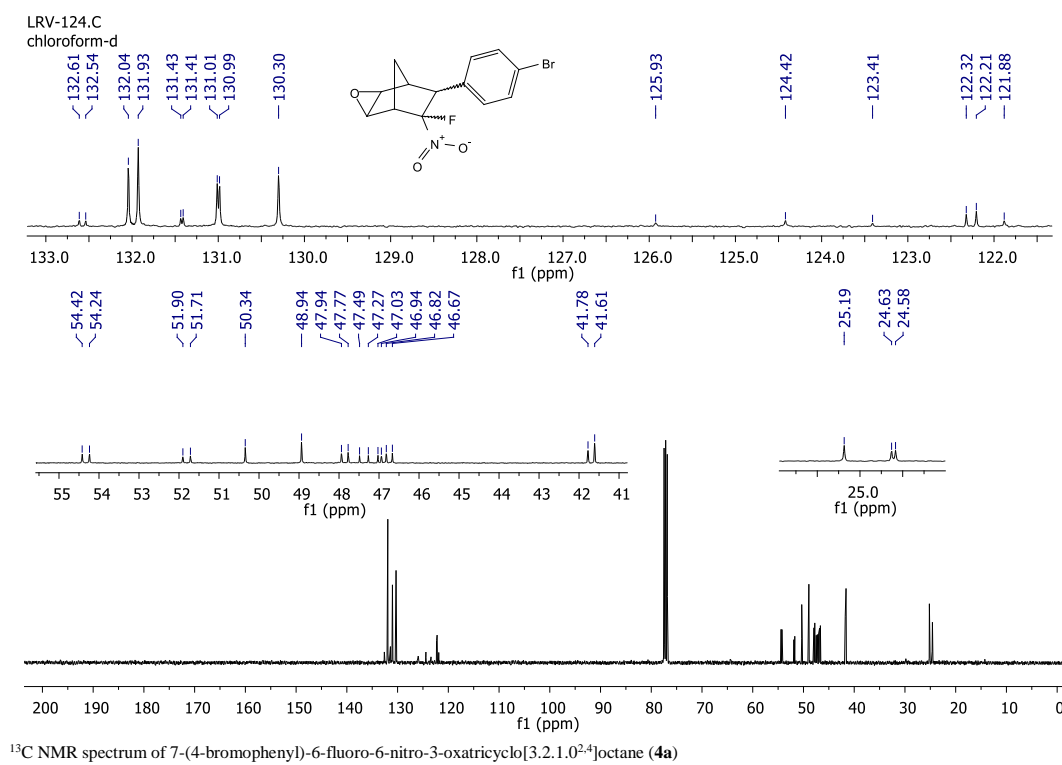 LRV-124.C
chloroform-d
132.61
132.54
132.04
131.93
131.43
131.41
131.01
130.99
130.30
125.93
124.42
123.41
122.32
122.21
121.88
Br
O
F
N+
O-
O
133.0 132.0 131.0 130.0 129.0 128.0 127.0 126.0 125.0 124.0 123.0 122.0
f1 (ppm)
54.42
54.24
51.90
51.71
50.34
48.94
47.94
47.77
47.49
47.27
47.03
46.94
46.82
46.67
41.78
41.61
25.19
24.63
24.58
55 54 53 52 51 50 49 48 47 46 45 44 43 42 41
f1 (ppm)
25.0
f1 (ppm)
200 190 180 170 160 150 140 130 120 110 100 90 80 70 60 50 40 30 20 10 0
f1 (ppm)
13C NMR spectrum of 7-(4-bromophenyl)-6-fluoro-6-nitro-3-oxatricyclo[3.2.1.02,4]octane (4a)